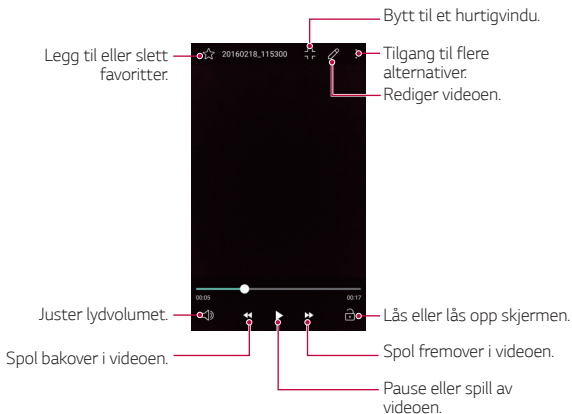 Bytt til et hurtigvindu.
Legg til eller slett
favoritter.
20160218_115300
Tilgang til flere
alternativer.
Rediger videoen.
00:05
00:17
Juster lydvolumet.
Lås eller lås opp skjermen.
Spol bakover i videoen.
Spol fremover i videoen.
Pause eller spill av
videoen.